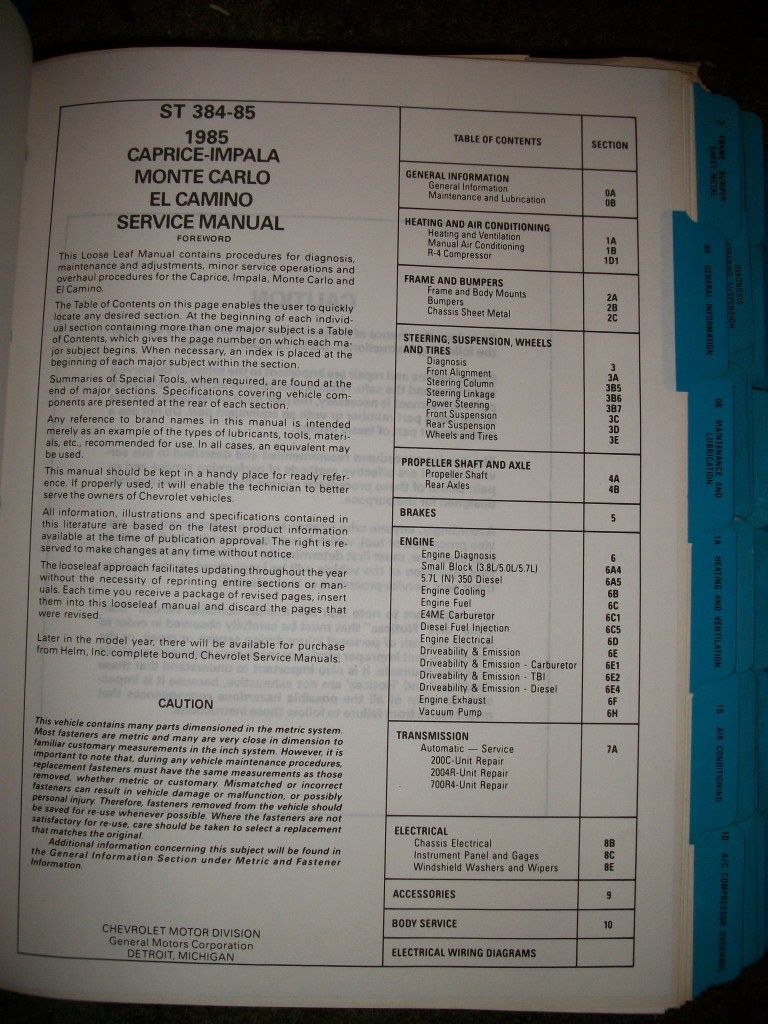 ST 384-85
1985
CAPRICE-IMPALA
MONTE CARLO
EL CAMINO
SERVICE MANUAL
FOREWORD
This Loose Leaf Manual contains procedures for diagnosis,
maintenance and adjustments, minor service operations and
overhaul procedures for the Caprice, Impala, Monte Carlo and
El Camino.
The Table of Contents on this page enables the user to quickly
locate any desired section. At the beginning of each individ-
ual section containing more than one major subject is a Table
of Contents, which gives the page number on which each ma-
jor subject begins. When necessary, an index is placed at the
beginning of each major subject within the section.
Summaries of Special Tools, when required, are found at the
end of major sections. Specifications covering vehicle com-
ponents are presented at the rear of each section.
Any reference to brand names in this manual is intended
merely as an example of the types of lubricants, tools, materi-
als, etc., recommended for use. In all cases, an equivalent may
be used.
This manual should be kept in a handy place for ready refer-
ence. If properly used, it will enable the technician to better
serve the owners of Chevrolet vehicles.
All information, illustrations and specifications contained in
this literature are based on the latest product information
available at the time of publication approval. The right is re-
served to make changes at any time without notice.
The looseleaf approach facilitates updating throughout the year
without the necessity of reprinting entire sections or man-
uals. Each time you receive a package of revised pages, insert
them into this looseleaf manual and discard the pages that
were revised.
Later in the model year, there will be available for purchase
from Helm, Inc. complete bound, Chevrolet Service Manuals.
CAUTION
This vehicle contains many parts dimensioned in the metric system.
Most fasteners are metric and many are very close in dimension to
familiar customary measurements in the inch system. However, it is
important to note that, during any vehicle maintenance procedures,
replacement fasteners must have the same measurements as those
removed, whether metric or customary. Mismatched or incorrect
fasteners can result in vehicle damage or malfunction, or possibly
personal injury. Therefore, fasteners removed from the vehicle should
be saved for re-use whenever possible. Where the fasteners are not
satisfactory for re-use, care should be taken to select a replacement
that matches the original.
Additional information concerning this subject will be found in
the General Information Section under Metric and Fastener
Information.
CHEVROLET MOTOR DIVISION
General Motors Corporation
DETROIT, MICHIGAN
TABLE OF CONTENTS SECTION
GENERAL INFORMATION
General Information 0A
Maintenance and Lubrication 0B
HEATING AND AIR CONDITIONING
Heating and Ventilation 1A
Manual Air Conditioning 1B
R-4 Compressor 1D1
FRAME AND BUMPERS
Frame and Body Mounts 2A
Bumpers 2B
Chassis Sheet Metal 2C
STEERING, SUSPENSION, WHEELS
AND TIRES
Diagnosis 3
Front Alignment 3A
Steering Column 3B5
Steering Linkage 3B6
Power Steering 3B7
Front Suspension 3C
Rear Suspension 3D
Wheels and Tires 3E
PROPELLER SHAFT AND AXLE
Propeller Shaft 4A
Rear Axles 4B
BRAKES 5
ENGINE
Engine Diagnosis 6
Small Block (3.8L/5.0L/5.7L) 6A4
5.7L (N) 350 Diesel 6A5
Engine Cooling 6B
Engine Fuel 6C
E4ME Carburetor 6C1
Diesel Fuel Injection 6C5
Engine Electrical 6D
Driveability & Emission 6E
Driveability & Emission - Carburetor 6E1
Driveability & Emission - TBI 6E2
Driveability & Emission - Diesel 6E4
Engine Exhaust 6F
Vacuum Pump 6H
TRANSMISSION
Automatic — Service 7A
200C-Unit Repair
2004R-Unit Repair
700R4-Unit Repair
ELECTRICAL
Chassis Electrical 8B
Instrument Panel and Gages 8C
Windshield Washers and Wipers 8E
ACCESSORIES 9
BODY SERVICE 10
ELECTRICAL WIRING DIAGRAMS
2 FRAME BUMPER
SHEET METAL
DIAGNOSIS
STEERING SUSPENSION
0A GENERAL INFORMATION
0B MAINTENANCE AND
LUBRICATION
1A HEATING AND VENTILATION
1B AIR CONDITIONING
1D A/C COMPRESSOR OVERHAUL